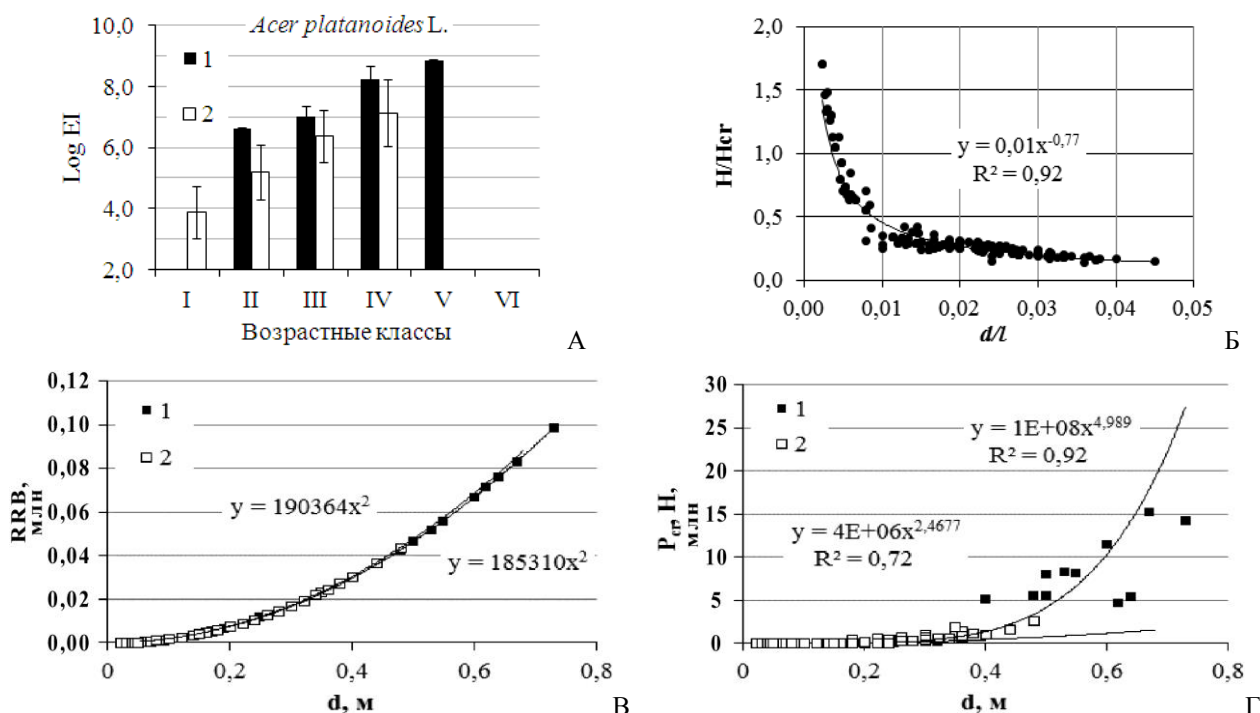 Acer platanoides L.
10,0
8,0
6,0
4,0
2,0
Log EI
1
2
I II III IV V VI
Возрастные классы
А
2,0
1,5
1,0
0,5
0,0
H/Hcr
y = 0,01x^-0,77
R² = 0,92
0,00 0,01 0,02 0,03 0,04 0,05
d/l
Б
0,12
0,10
0,08
0,06
0,04
0,02
0,00
RRB,
млн
1
2
y = 190364x²
y = 185310x²
0 0,2 0,4 0,6 0,8
d, м
В
30
25
20
15
10
5
0
Pcr, Н,
млн
1
2
y = 1E+08x^4,989
R² = 0,92
y = 4E+06x^2,4677
R² = 0,72
0 0,2 0,4 0,6 0,8
d, м
Г